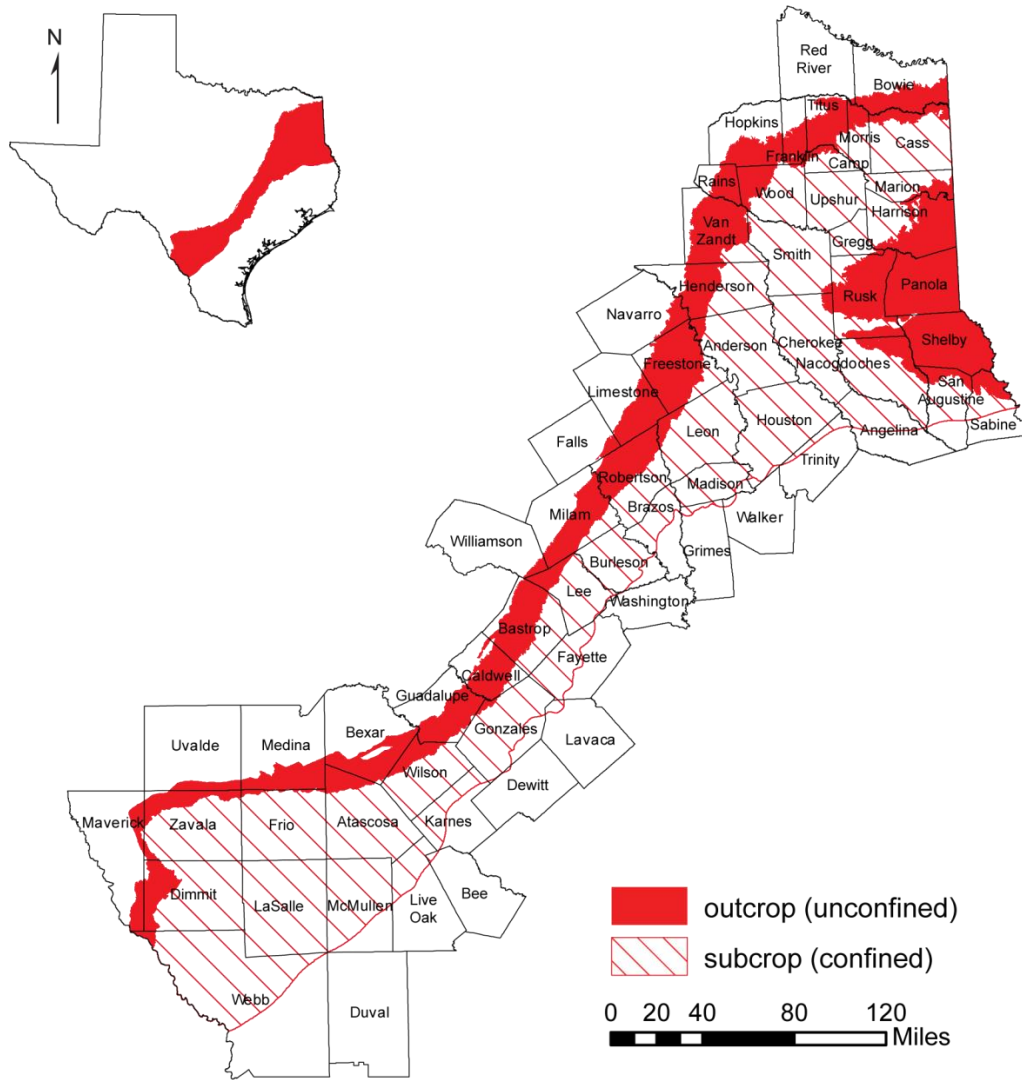 N
Red
River
Bowie
Titus
Hopkins
Morris
Cass
Franklin
Camp
Rains
Wood
Marion
Upshur
Harrison
Van
Zandt
Gregg
Smith
Henderson
Rusk
Panola
Navarro
Anderson
Cherokee
Shelby
Freestone
Nacogdoches
Limestone
San
Augustine
Houston
Leon
Angelina
Sabine
Falls
Trinity
Robertson
Madison
Milam
Brazos
Walker
Williamson
Grimes
Burleson
Lee
Washington
Bastrop
Fayette
Caldwell
Guadalupe
Bexar
Gonzales
Uvalde
Medina
Lavaca
Wilson
Dewitt
Maverick
Zavala
Frio
Atascosa
Karnes
Dimmit
LaSalle
McMullen
Live
Oak
Bee
Webb
Duval
outcrop (unconfined)
subcrop (confined)
0 20 40 80 120
Miles